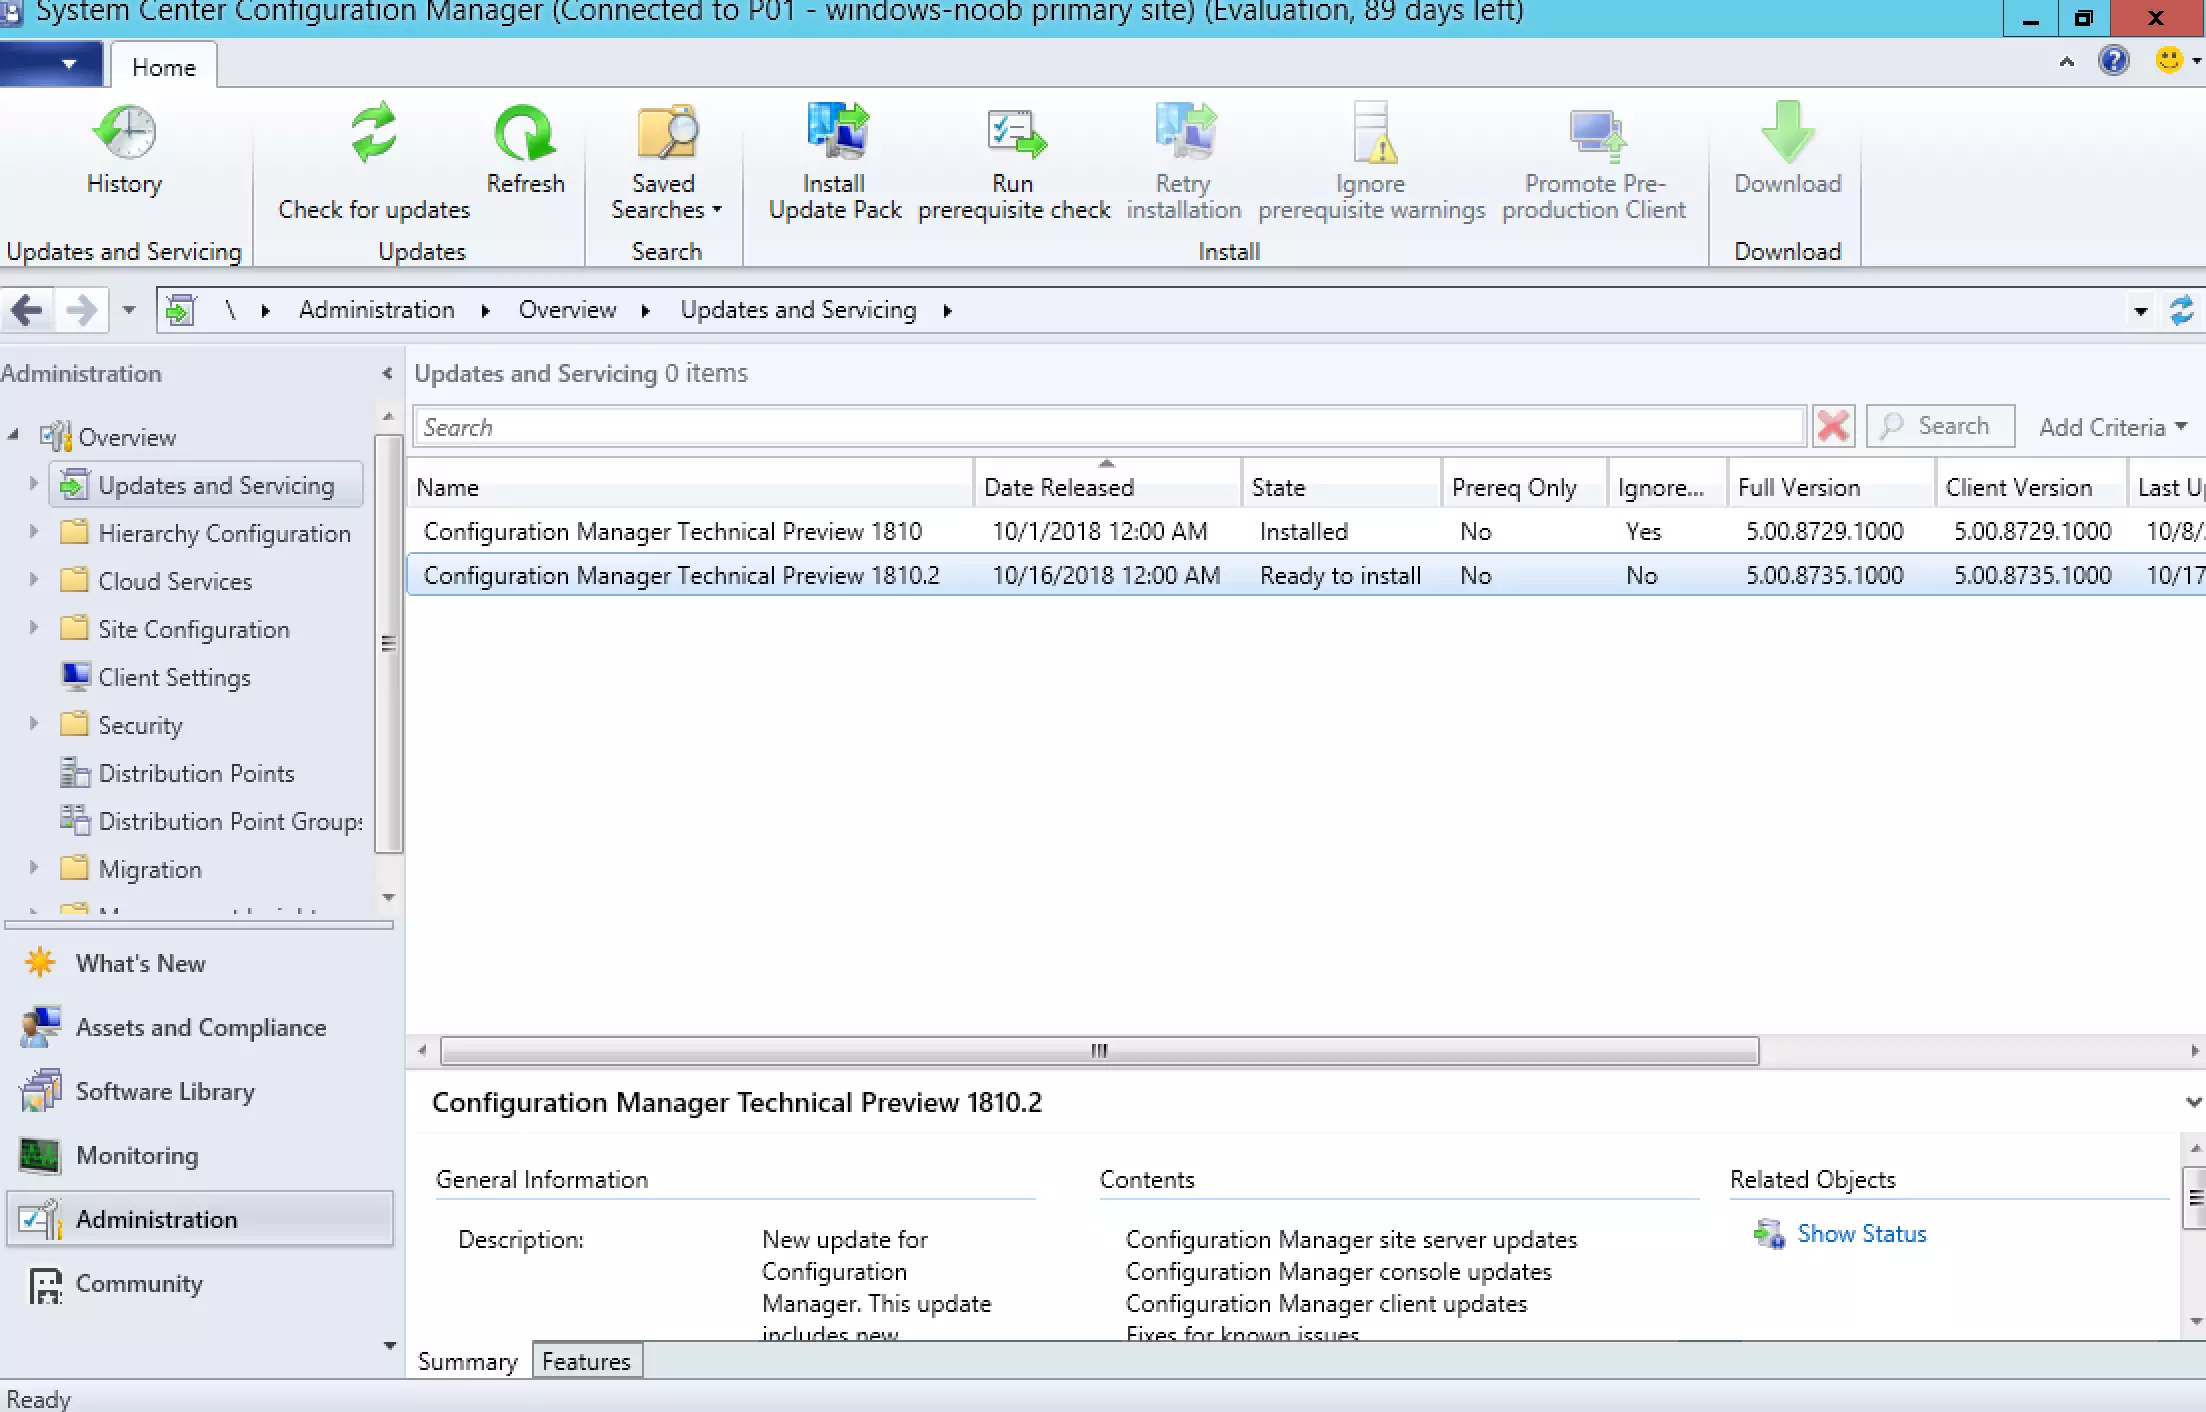 System Center Configuration Manager (Connected to P01 - windows-noob primary site) (Evaluation, 89 days left)
Home
History
Check for updates
Refresh
Saved
Searches
Install
Update Pack
Run
prerequisite check
Retry
installation
Ignore
prerequisite warnings
Promote Pre-
production Client
Download
Updates and Servicing
Updates
Search
Install
Download
\ Administration Overview Updates and Servicing
Administration
Overview
Updates and Servicing
Hierarchy Configuration
Cloud Services
Site Configuration
Client Settings
Security
Distribution Points
Distribution Point Groups
Migration
What's New
Assets and Compliance
Software Library
Monitoring
Administration
Community
Updates and Servicing 0 items
Search
Search
Add Criteria
Name Date Released State Prereq Only Ignore... Full Version Client Version Last U
Configuration Manager Technical Preview 1810 10/1/2018 12:00 AM Installed No Yes 5.00.8729.1000 5.00.8729.1000 10/8/
Configuration Manager Technical Preview 1810.2 10/16/2018 12:00 AM Ready to install No No 5.00.8735.1000 5.00.8735.1000 10/17
Configuration Manager Technical Preview 1810.2
General Information
Description:
New update for
Configuration
Manager. This update
includes new
Contents
Configuration Manager site server updates
Configuration Manager console updates
Configuration Manager client updates
Fixes for known issues
Related Objects
Show Status
Summary
Features
Ready